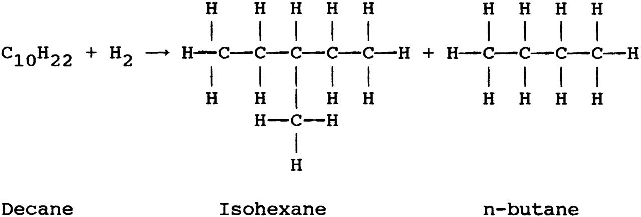 H H H H H H H H H
C10H22 + H2 → H—C—C—C—C—C—H + H—C—C—C—C—H
H H H H H H H H
H—C—H
H
Decane Isohexane n-butane